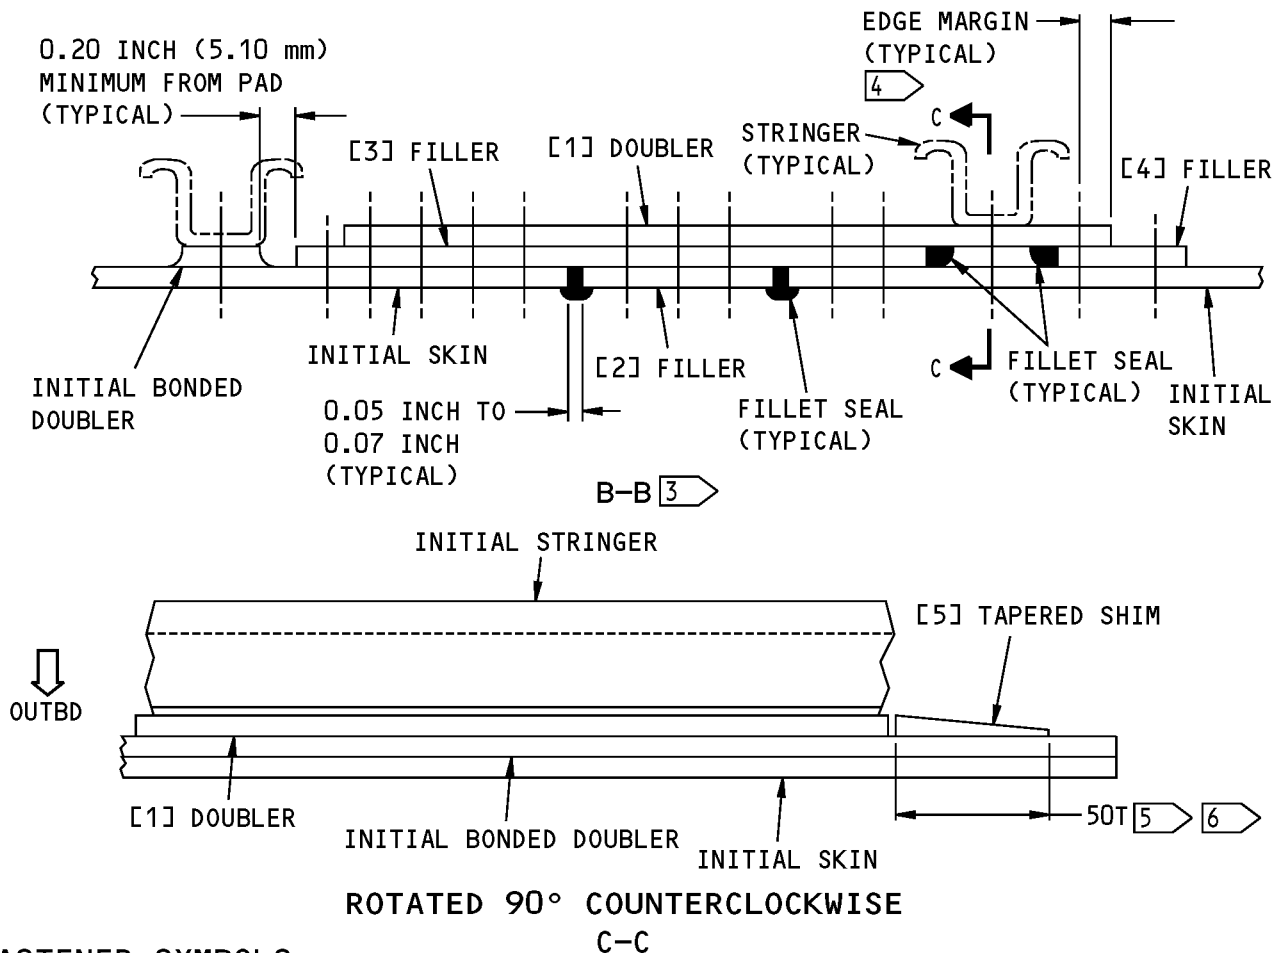 EDGE MARGIN
(TYPICAL)
4
0.20 INCH (5.10 mm)
MINIMUM FROM PAD
(TYPICAL)
C
STRINGER
(TYPICAL)
[3] FILLER
[1] DOUBLER
[4] FILLER
INITIAL SKIN
[2] FILLER
C
FILLET SEAL
(TYPICAL)
INITIAL
SKIN
INITIAL BONDED
DOUBLER
0.05 INCH TO
0.07 INCH
(TYPICAL)
FILLET SEAL
(TYPICAL)
B-B 3
INITIAL STRINGER
[5] TAPERED SHIM
OUTBD
[1] DOUBLER
INITIAL BONDED DOUBLER
INITIAL SKIN
50T 5 6
ROTATED 90° COUNTERCLOCKWISE
C-C